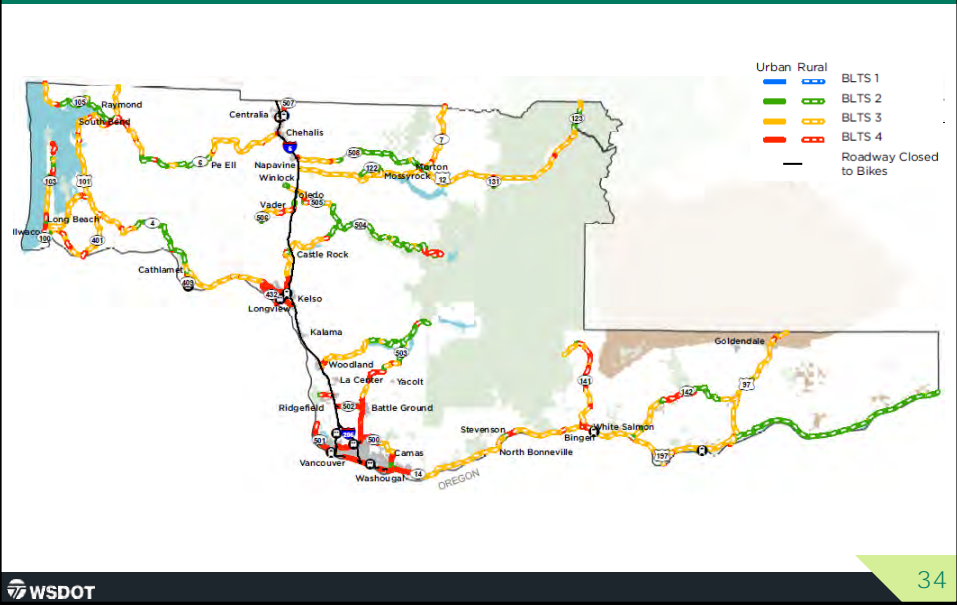 Urban Rural
BLTS 1
BLTS 2
BLTS 3
BLTS 4
Roadway Closed
to Bikes
105
Raymond
South Bend
Centralia
507
Chehalis
123
7
6
Pe Ell
508
Napavine
122
Morton
Mossyrock
12
131
Winlock
103
101
Toledo
505
Vader
506
Long Beach
4
504
Ilwaco
100
401
Castle Rock
Cathlamet
409
432
Kelso
Longview
Kalama
Goldendale
503
Woodland
La Center
Yacolt
141
142
97
Ridgefield
502
Battle Ground
Stevenson
White Salmon
Bingen
501
500
Camas
North Bonneville
197
Vancouver
14
Washougal
OREGON
WSDOT
34